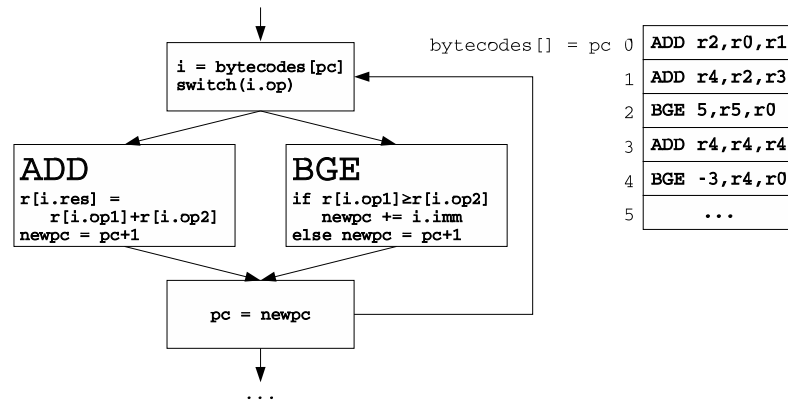 i = bytecodes[pc]
switch(i.op)
ADD
r[i.res] =
r[i.op1]+r[i.op2]
newpc = pc+1
BGE
if r[i.op1]≥r[i.op2]
newpc += i.imm
else newpc = pc+1
pc = newpc
...
bytecodes[] = pc 0 ADD r2,r0,r1
1 ADD r4,r2,r3
2 BGE 5,r5,r0
3 ADD r4,r4,r4
4 BGE -3,r4,r0
5 ...